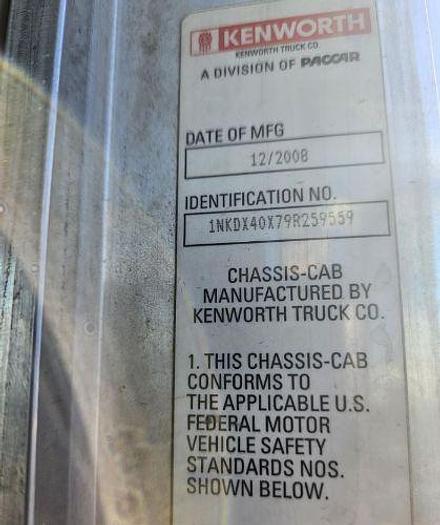 KENWORTH
KENWORTH TRUCK CO.
A DIVISION OF PACCAR
DATE OF MFG
12/2008
IDENTIFICATION NO.
1NKDX40X79R259559
CHASSIS-CAB
MANUFACTURED BY
KENWORTH TRUCK CO.
1. THIS CHASSIS-CAB
CONFORMS TO
THE APPLICABLE U.S.
FEDERAL MOTOR
VEHICLE SAFETY
STANDARDS NOS.
SHOWN BELOW.